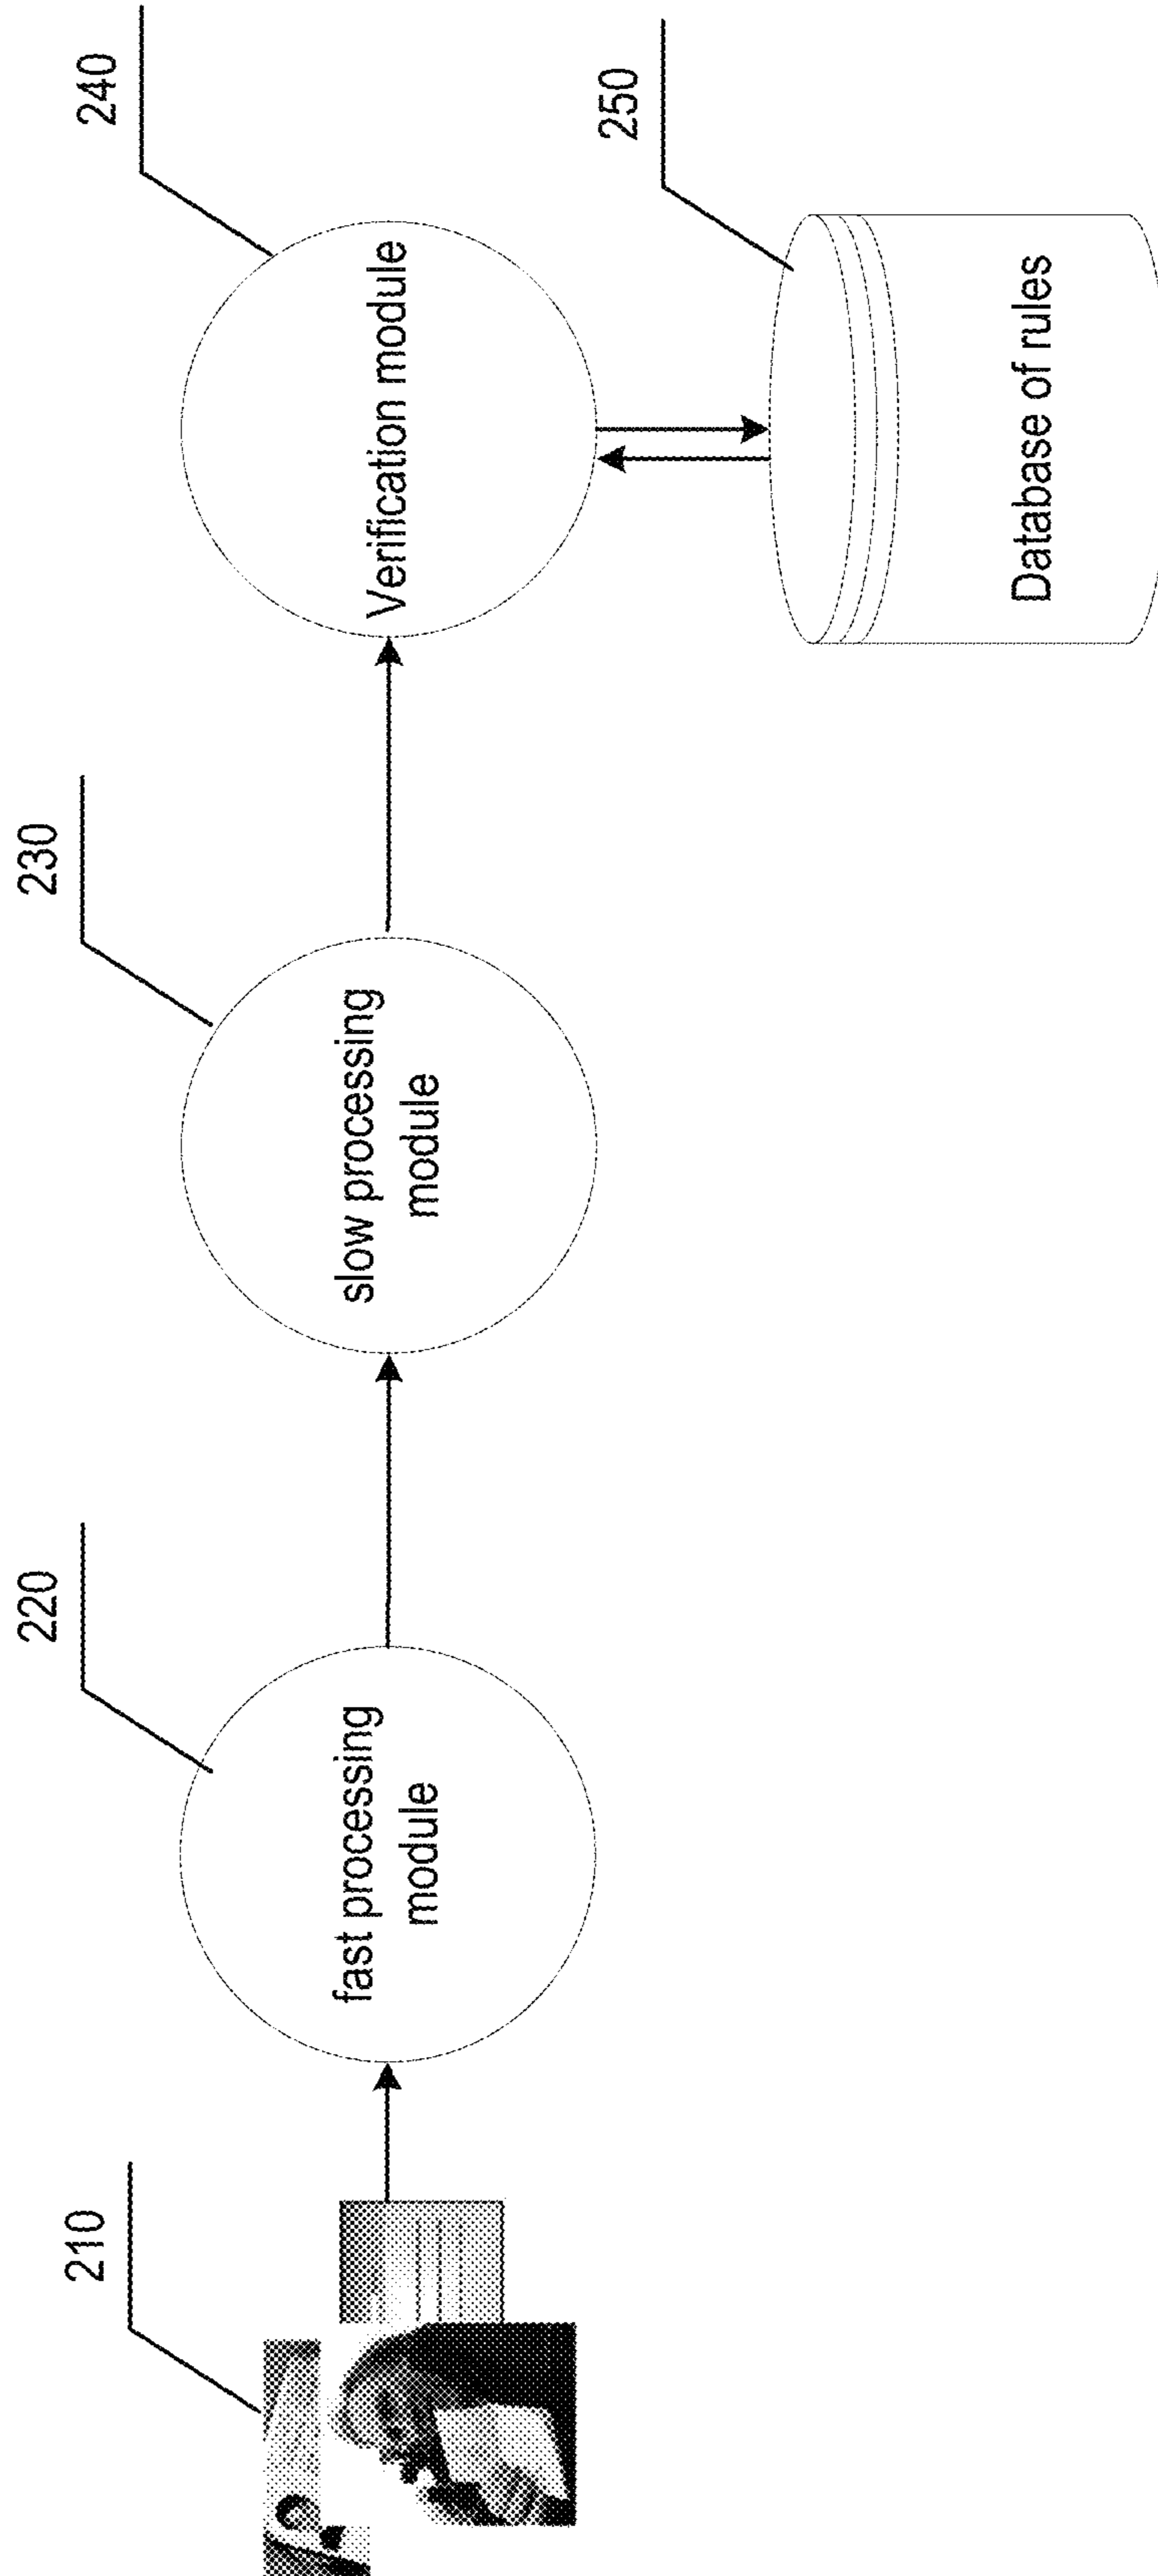 210
220
230
240
250
fast processing
module
slow processing
module
Verification module
Database of rules